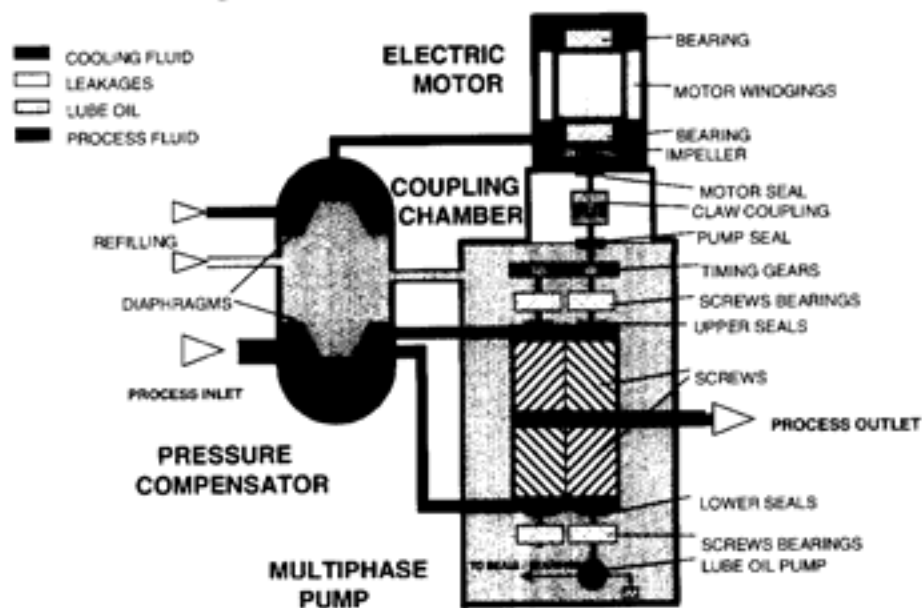 COOLING FLUID
LEAKAGES
LUBE OIL
PROCESS FLUID
ELECTRIC
MOTOR
BEARING
MOTOR WINDGINGS
BEARING
IMPELLER
COUPLING
CHAMBER
MOTOR SEAL
CLAW COUPLING
PUMP SEAL
REFILLING
TIMING GEARS
DIAPHRAGMS
SCREWS BEARINGS
UPPER SEALS
PROCESS INLET
SCREWS
PROCESS OUTLET
PRESSURE
COMPENSATOR
LOWER SEALS
SCREWS BEARINGS
LUBE OIL PUMP
TO SEALS
MULTIPHASE
PUMP